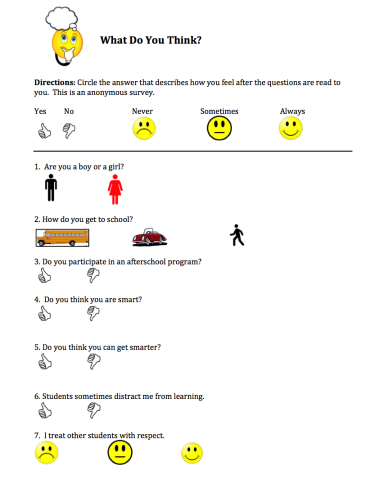 What Do You Think?
Directions: Circle the answer that describes how you feel after the questions are read to
you. This is an anonymous survey.
Yes No Never Sometimes Always
1. Are you a boy or a girl?
2. How do you get to school?
3. Do you participate in an afterschool program?
4. Do you think you are smart?
5. Do you think you can get smarter?
6. Students sometimes distract me from learning.
7. I treat other students with respect.